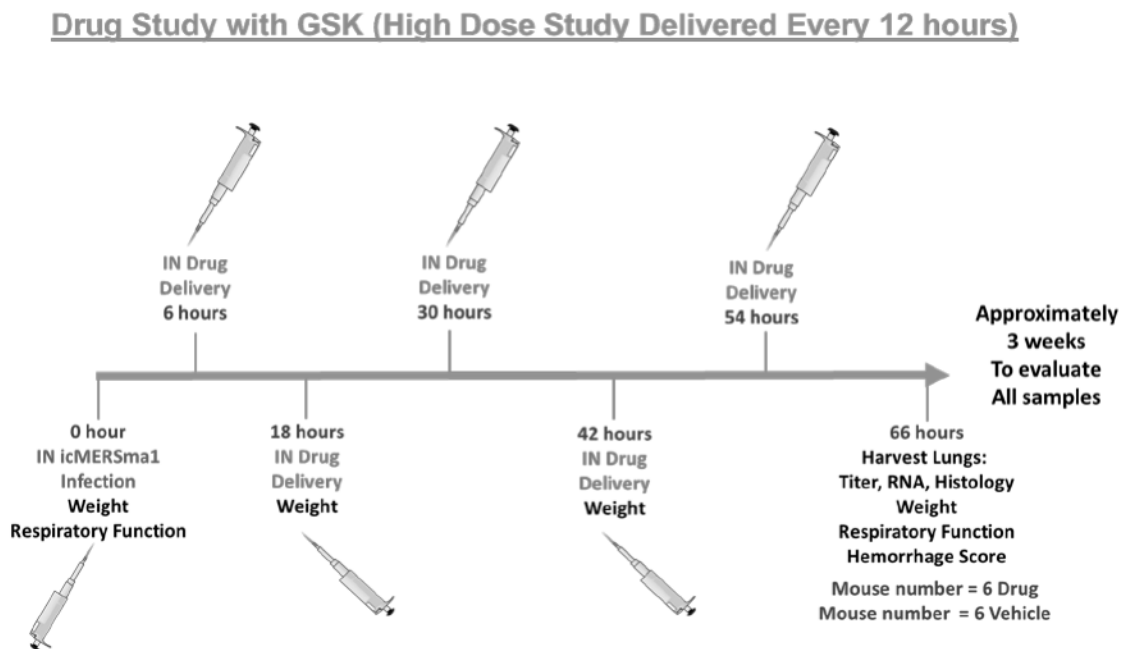 Drug Study with GSK (High Dose Study Delivered Every 12 hours)
IN Drug
Delivery
6 hours
IN Drug
Delivery
30 hours
IN Drug
Delivery
54 hours
Approximately
3 weeks
To evaluate
All samples
0 hour
IN icMERSma1
Infection
Weight
Respiratory Function
18 hours
IN Drug
Delivery
Weight
42 hours
IN Drug
Delivery
Weight
66 hours
Harvest Lungs:
Titer, RNA, Histology
Weight
Respiratory Function
Hemorrhage Score
Mouse number = 6 Drug
Mouse number = 6 Vehicle